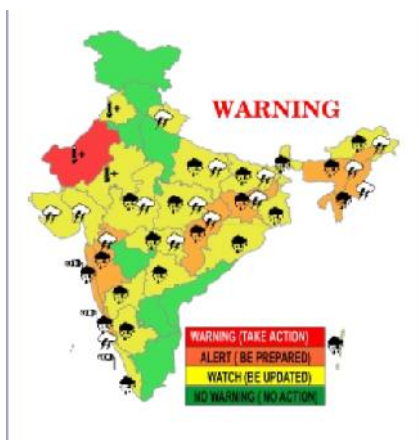 WARNING
WARNING (TAKE ACTION)
ALERT ( BE PREPARED)
WATCH (BE UPDATED)
NO WARNING ( NO ACTION)